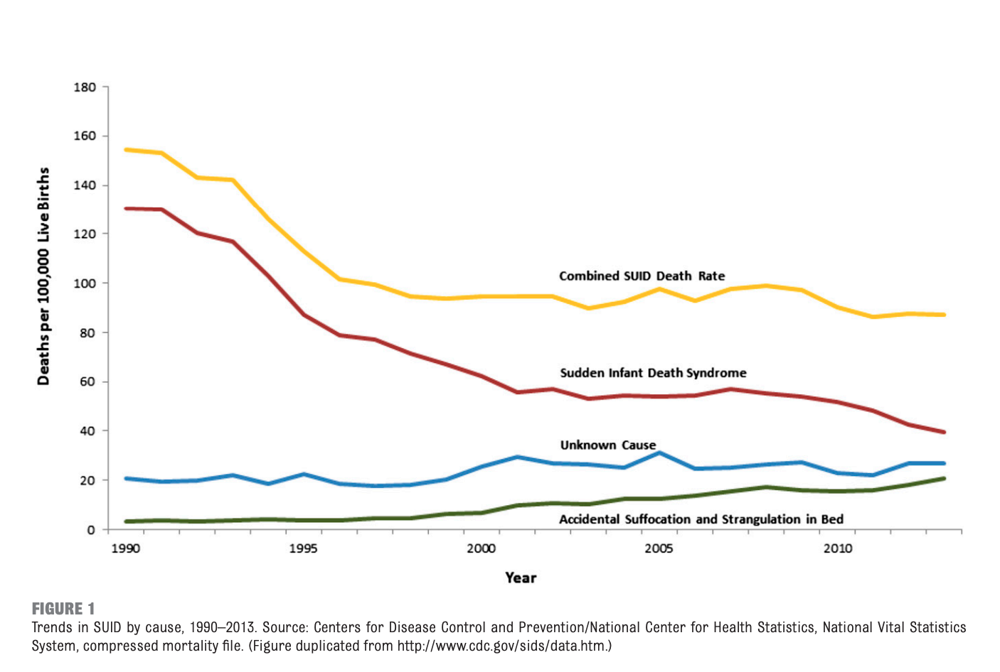 180
160
140
120
100
80
60
40
20
0
Deaths per 100,000 Live Births
Combined SUID Death Rate
Sudden Infant Death Syndrome
Unknown Cause
Accidental Suffocation and Strangulation in Bed
1990 1995 2000 2005 2010
Year
FIGURE 1
Trends in SUID by cause, 1990–2013. Source: Centers for Disease Control and Prevention/National Center for Health Statistics, National Vital Statistics
System, compressed mortality file. (Figure duplicated from http://www.cdc.gov/sids/data.htm.)